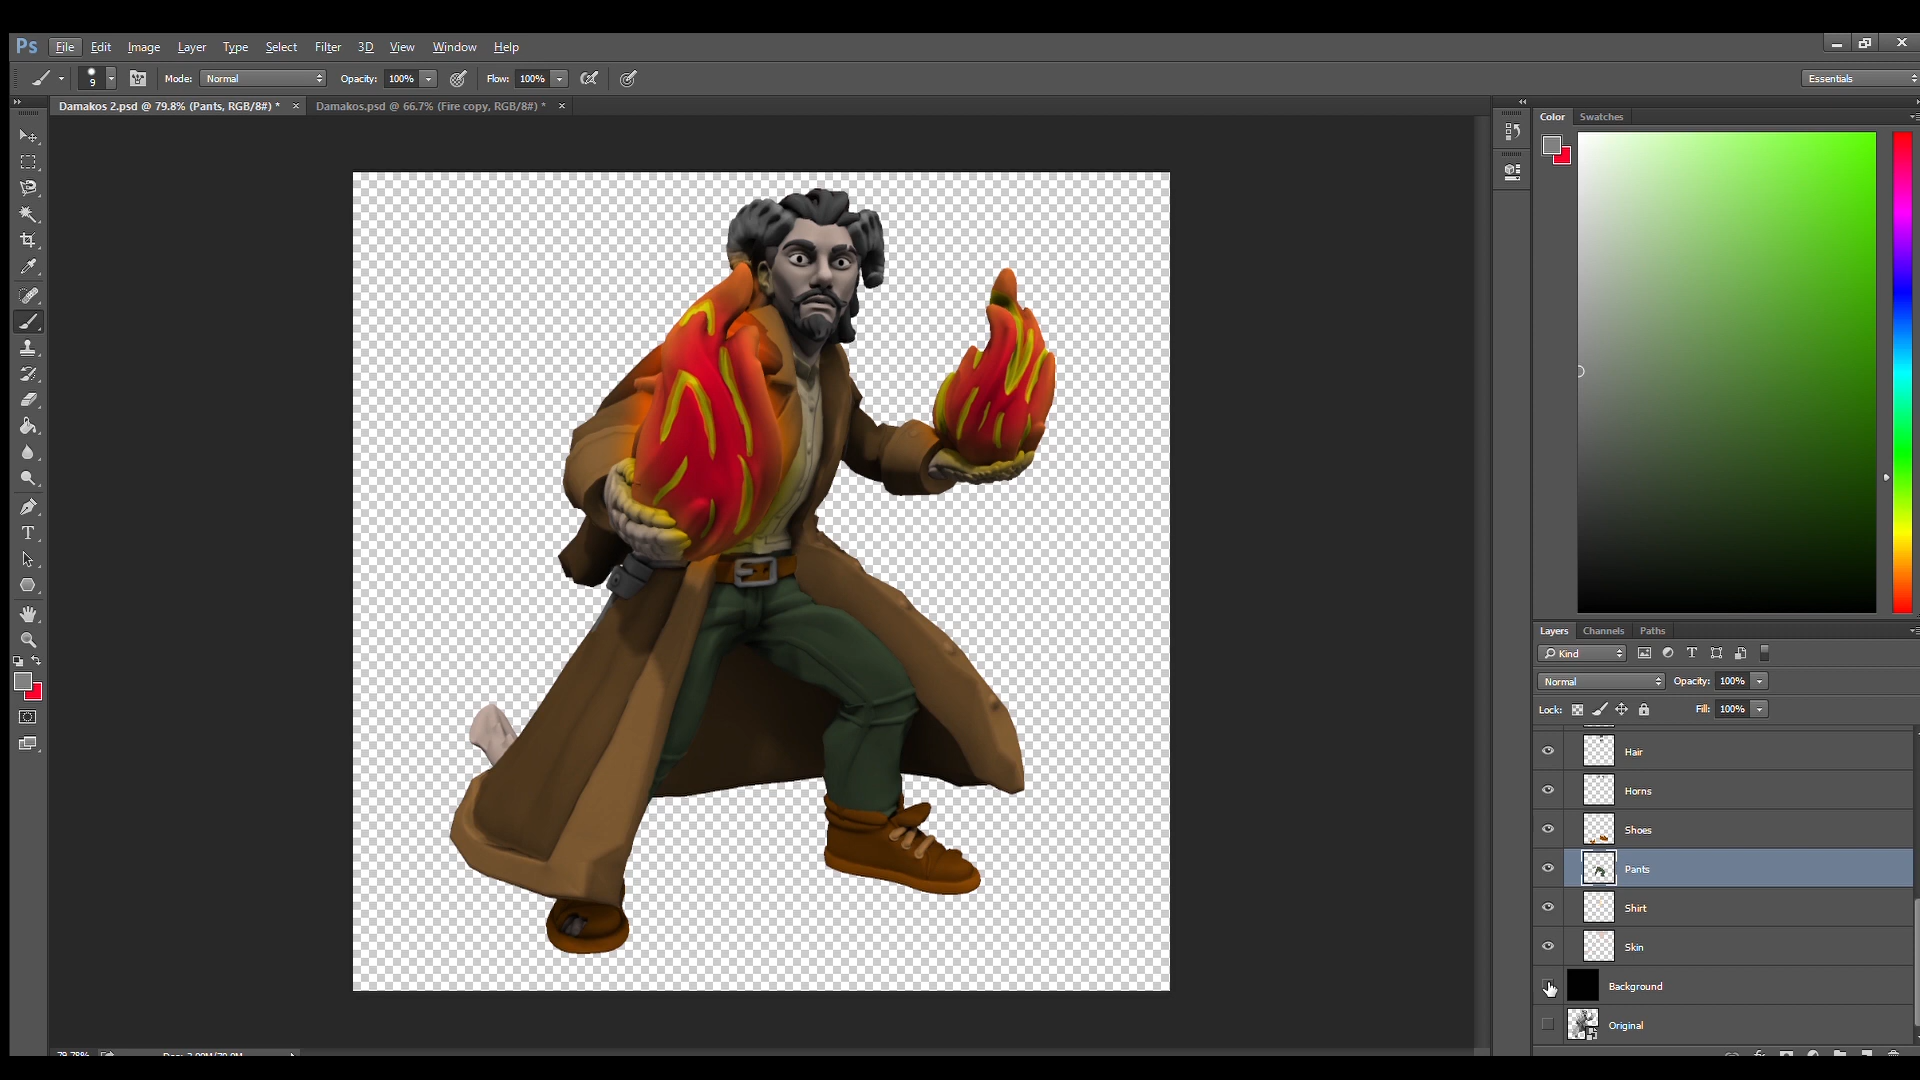 Ps File Edit Image Layer Type Select Filter 3D View Window Help
9 Mode: Normal Opacity: 100% Flow: 100% Essentials
Damakos 2.psd @ 79.8% (Pants, RGB/8#) * × Damakos.psd @ 66.7% (Fire copy, RGB/8#) * ×
Color Swatches
Layers Channels Paths
Kind
Normal Opacity: 100%
Lock: Fill: 100%
Hair
Horns
Shoes
Pants
Shirt
Skin
Background
Original